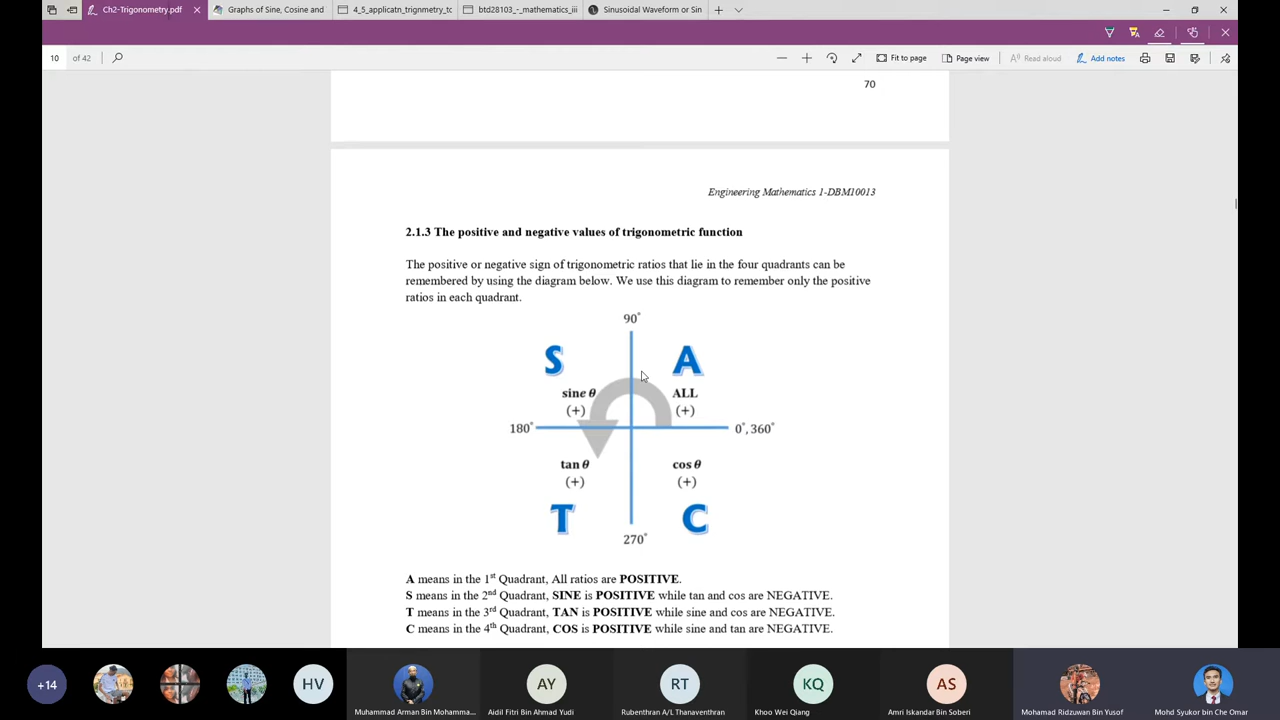 Ch2-Trigonometry.pdf
Graphs of Sine, Cosine and
4_5_applicatn_trignmetry_tc
btd28103_-_mathematics_iii
Sinusoidal Waveform or Sin
10 of 42
Fit to page
Page view
Read aloud
Add notes
70
Engineering Mathematics 1-DBM10013
2.1.3 The positive and negative values of trigonometric function
The positive or negative sign of trigonometric ratios that lie in the four quadrants can be
remembered by using the diagram below. We use this diagram to remember only the positive
ratios in each quadrant.
90°
S A
sine θ ALL
(+) (+)
180° 0°, 360°
tan θ cos θ
(+) (+)
T C
270°
A means in the 1st Quadrant, All ratios are POSITIVE.
S means in the 2nd Quadrant, SINE is POSITIVE while tan and cos are NEGATIVE.
T means in the 3rd Quadrant, TAN is POSITIVE while sine and cos are NEGATIVE.
C means in the 4th Quadrant, COS is POSITIVE while sine and tan are NEGATIVE.
+14 HV AY RT KQ AS
Muhammad Arman Bin Mohamma...
Aidil Fitri Bin Ahmad Yudi
Rubenthran A/L Thanaventhran
Khoo Wei Qiang
Amri Iskandar Bin Soberi
Mohamad Ridzuwan Bin Yusof
Mohd Syukor bin Che Omar